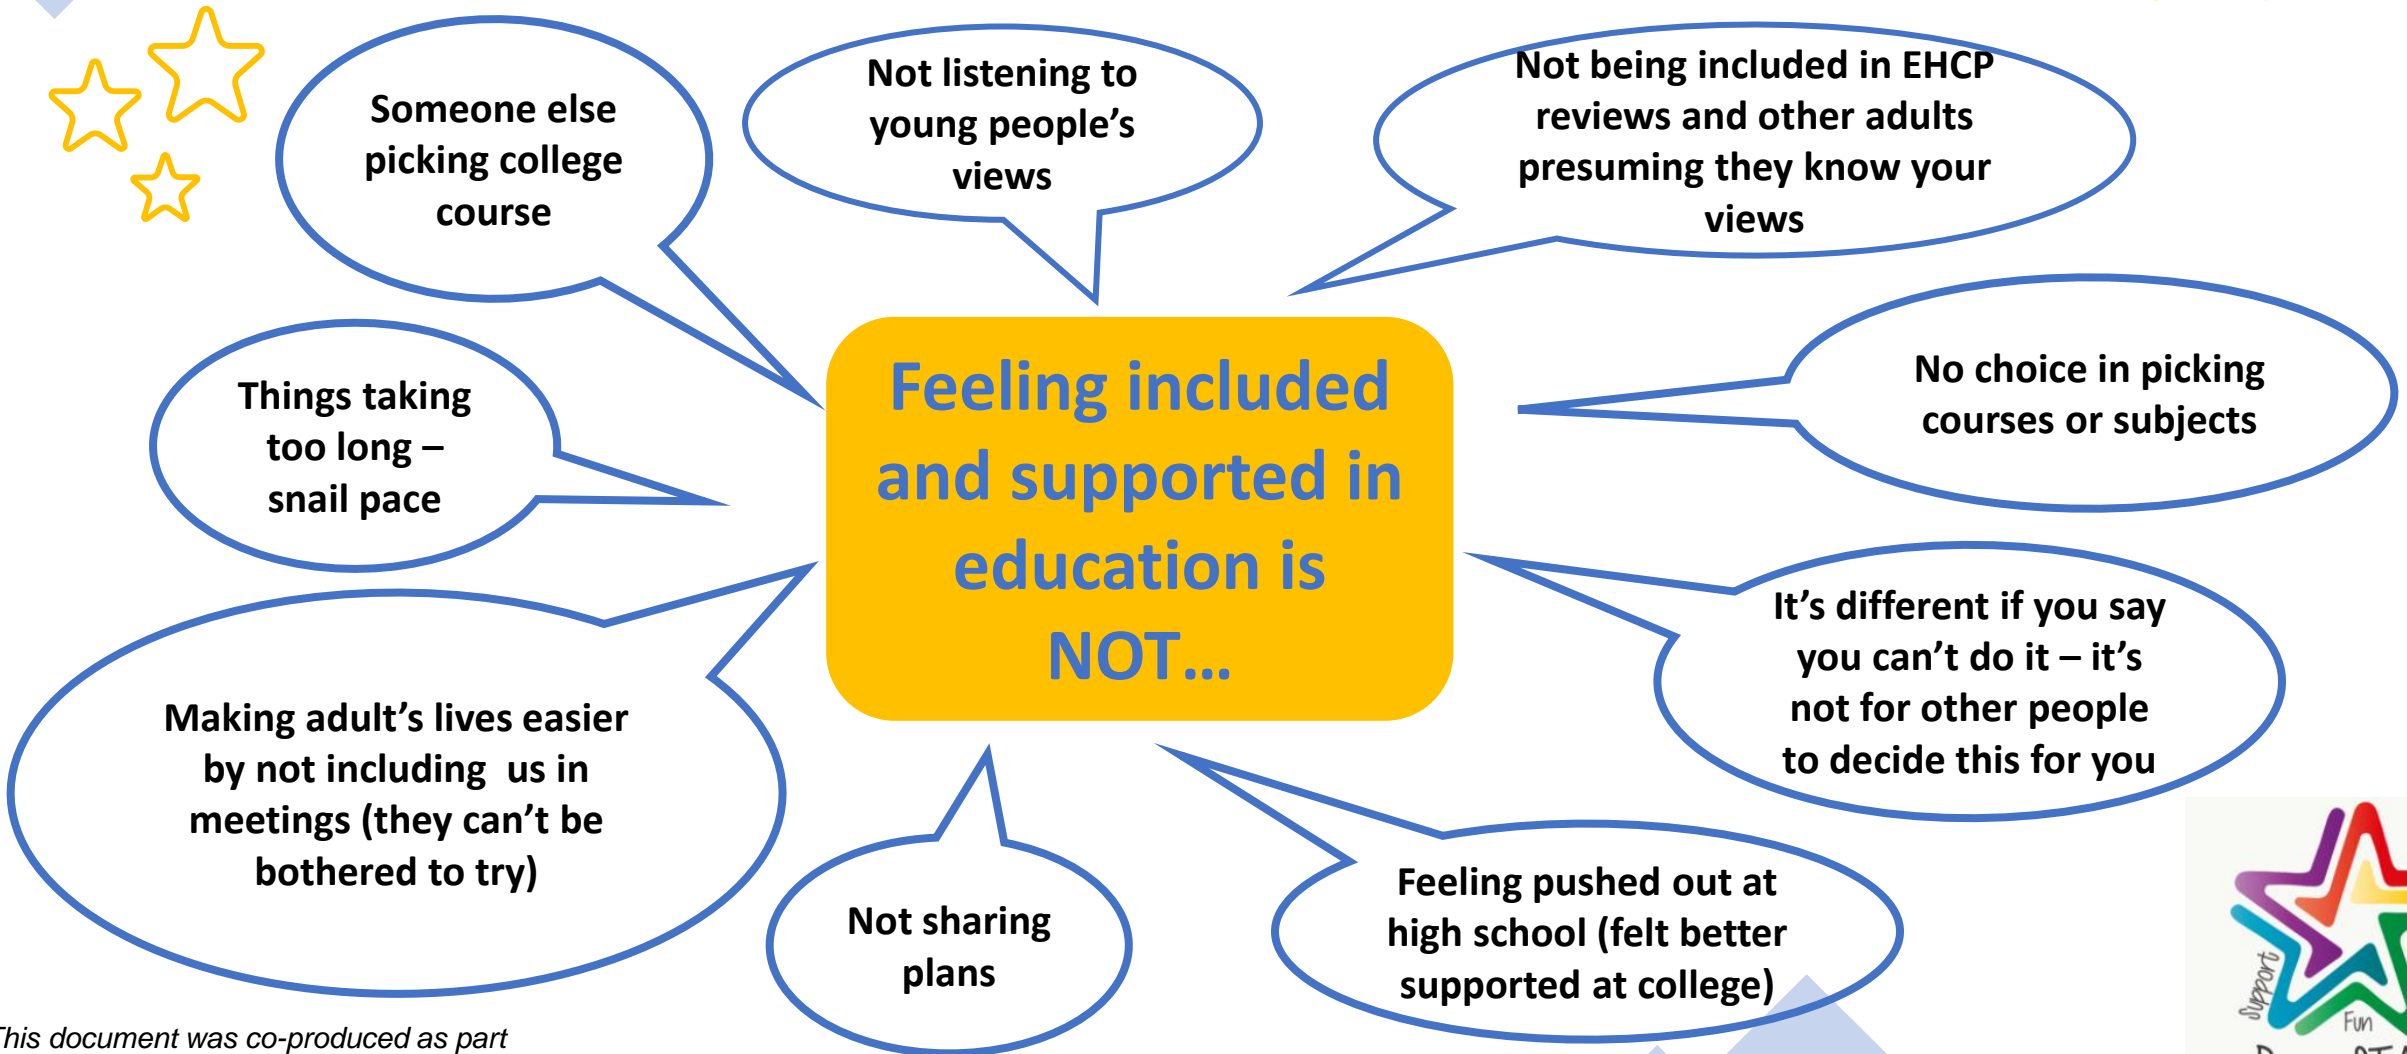 Someone else
picking college
course
Not listening to
young people’s
views
Not being included in EHCP
reviews and other adults
presuming they know your
views
Things taking
too long –
snail pace
Feeling included
and supported in
education is
NOT...
No choice in picking
courses or subjects
It’s different if you say
you can’t do it – it’s
not for other people
to decide this for you
Making adult’s lives easier
by not including  us in
meetings (they can’t be
bothered to try)
Not sharing
plans
Feeling pushed out at
high school (felt better
supported at college)
This document was co-produced as part
Support
Fun